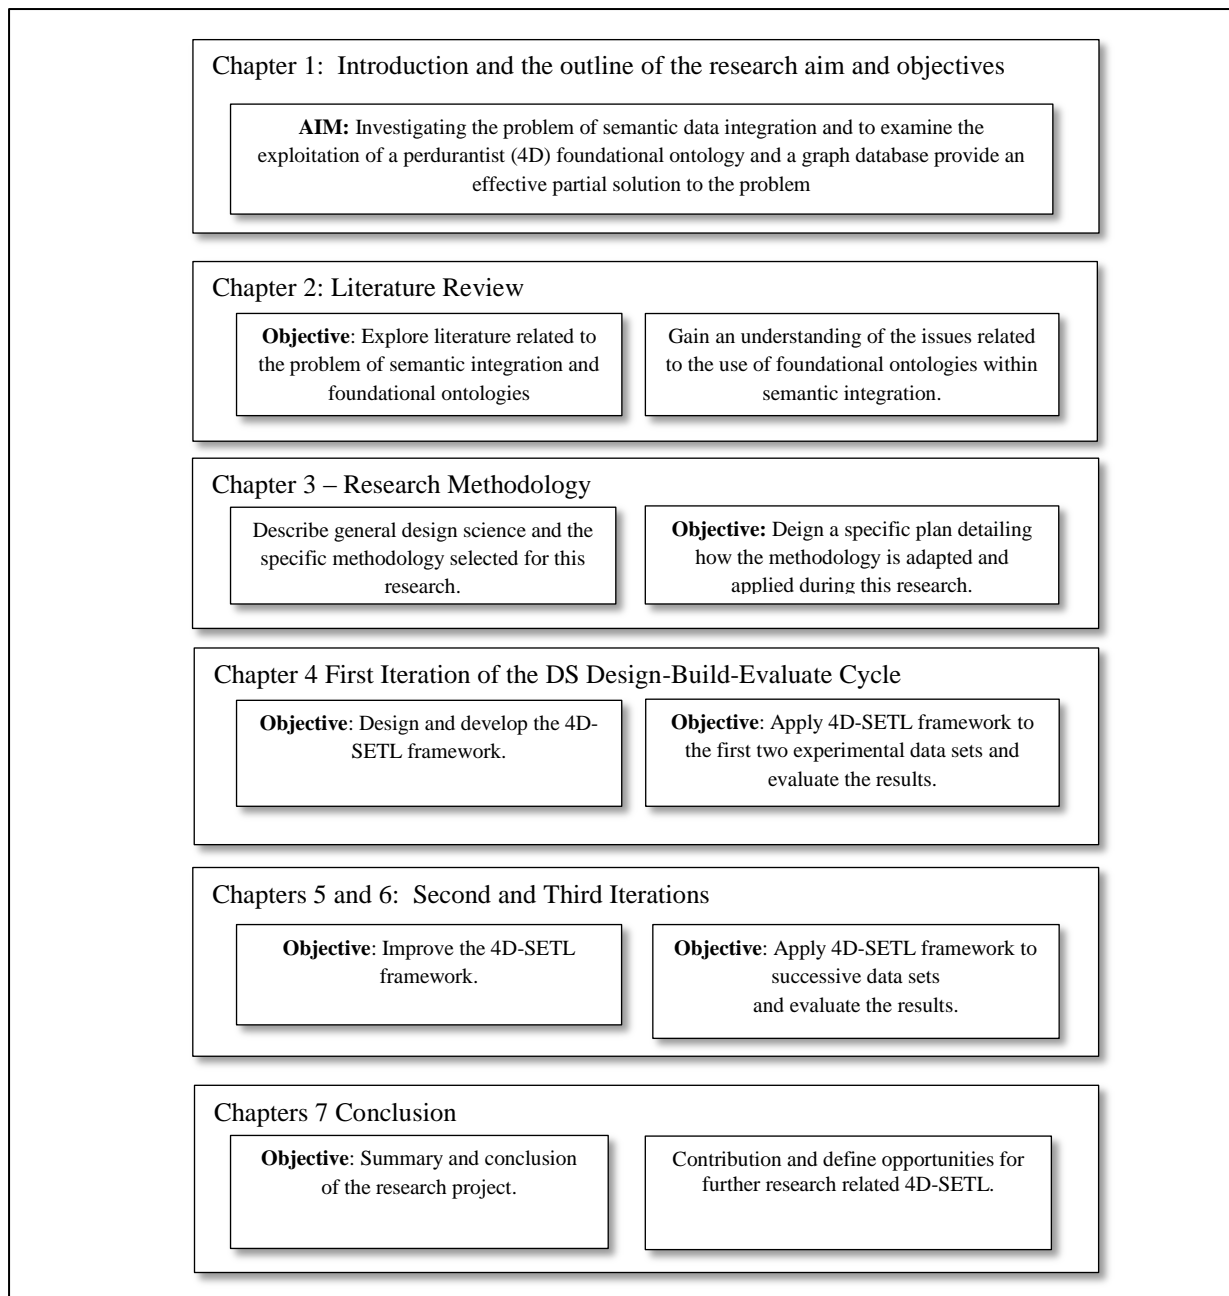 Chapter 1:  Introduction and the outline of the research aim and objectives
AIM: Investigating the problem of semantic data integration and to examine the
exploitation of a perdurantist (4D) foundational ontology and a graph database provide an
effective partial solution to the problem
Chapter 2: Literature Review
Objective: Explore literature related to
the problem of semantic integration and
foundational ontologies
Gain an understanding of the issues related
to the use of foundational ontologies within
semantic integration.
Chapter 3 – Research Methodology
Describe general design science and the
specific methodology selected for this
research.
Objective: Deign a specific plan detailing
how the methodology is adapted and
applied during this research.
Chapter 4 First Iteration of the DS Design-Build-Evaluate Cycle
Objective: Design and develop the 4D-
SETL framework.
Objective: Apply 4D-SETL framework to
the first two experimental data sets and
evaluate the results.
Chapters 5 and 6:  Second and Third Iterations
Objective: Improve the 4D-SETL
framework.
Objective: Apply 4D-SETL framework to
successive data sets
and evaluate the results.
Chapters 7 Conclusion
Objective: Summary and conclusion
of the research project.
Contribution and define opportunities for
further research related 4D-SETL.